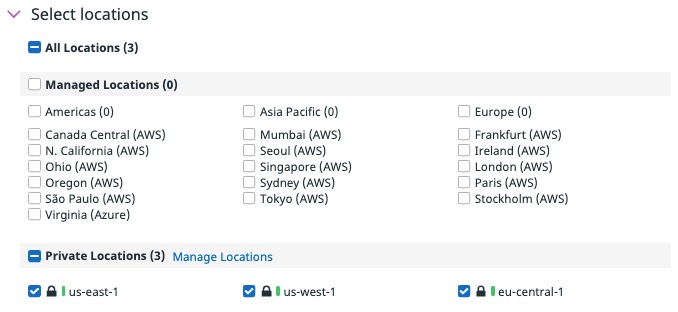 Select locations
All Locations (3)
Managed Locations (0)
Americas (0) Asia Pacific (0) Europe (0)
Canada Central (AWS) Mumbai (AWS) Frankfurt (AWS)
N. California (AWS) Seoul (AWS) Ireland (AWS)
Ohio (AWS) Singapore (AWS) London (AWS)
Oregon (AWS) Sydney (AWS) Paris (AWS)
São Paulo (AWS) Tokyo (AWS) Stockholm (AWS)
Virginia (Azure)
Private Locations (3) Manage Locations
us-east-1 us-west-1 eu-central-1